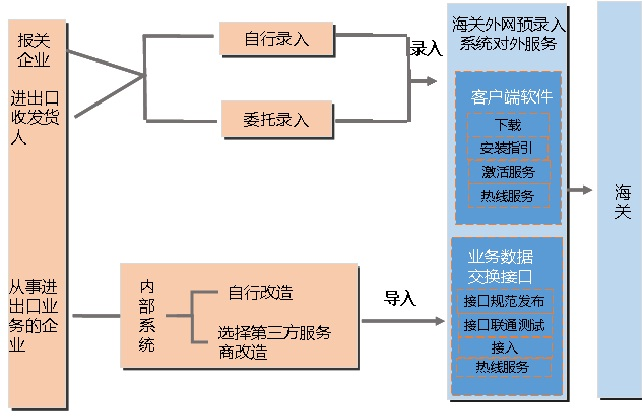 报关
企业
进出口
收发货
人
从事进
出口业
务的企
业
自行录入
委托录入
录入
内
部
系
统
自行改造
选择第三方服务
商改造
导入
海关外网预录入
系统对外服务
客户端软件
下载
安装指引
激活服务
热线服务
业务数据
交换接口
接口规范发布
接口联通测试
接入
热线服务
海
关